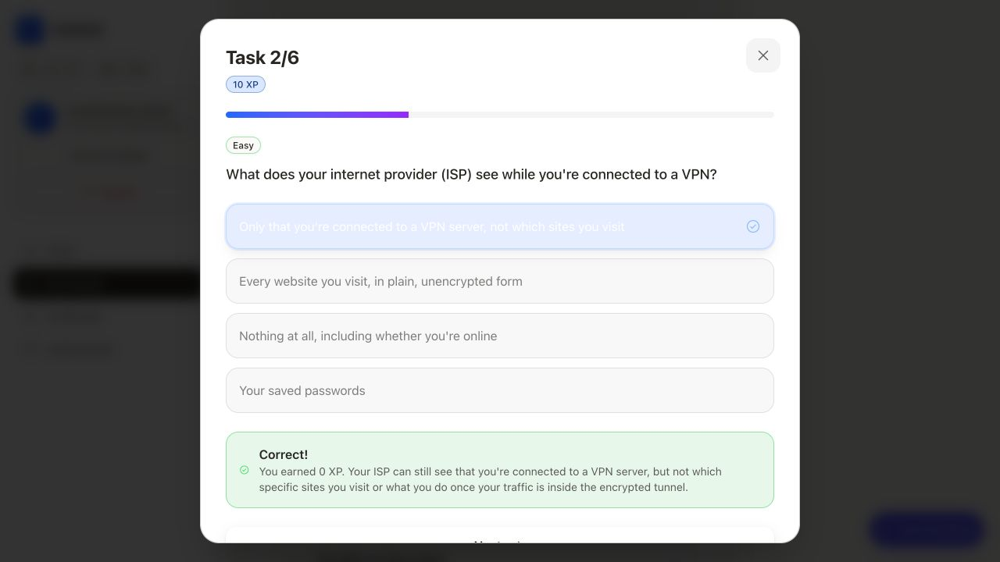 Task 2/6
10 XP
Easy
What does your internet provider (ISP) see while you're connected to a VPN?
Only that you're connected to a VPN server, not which sites you visit
Every website you visit, in plain, unencrypted form
Nothing at all, including whether you're online
Your saved passwords
Correct!
You earned 0 XP. Your ISP can still see that you're connected to a VPN server, but not which
specific sites you visit or what you do once your traffic is inside the encrypted tunnel.